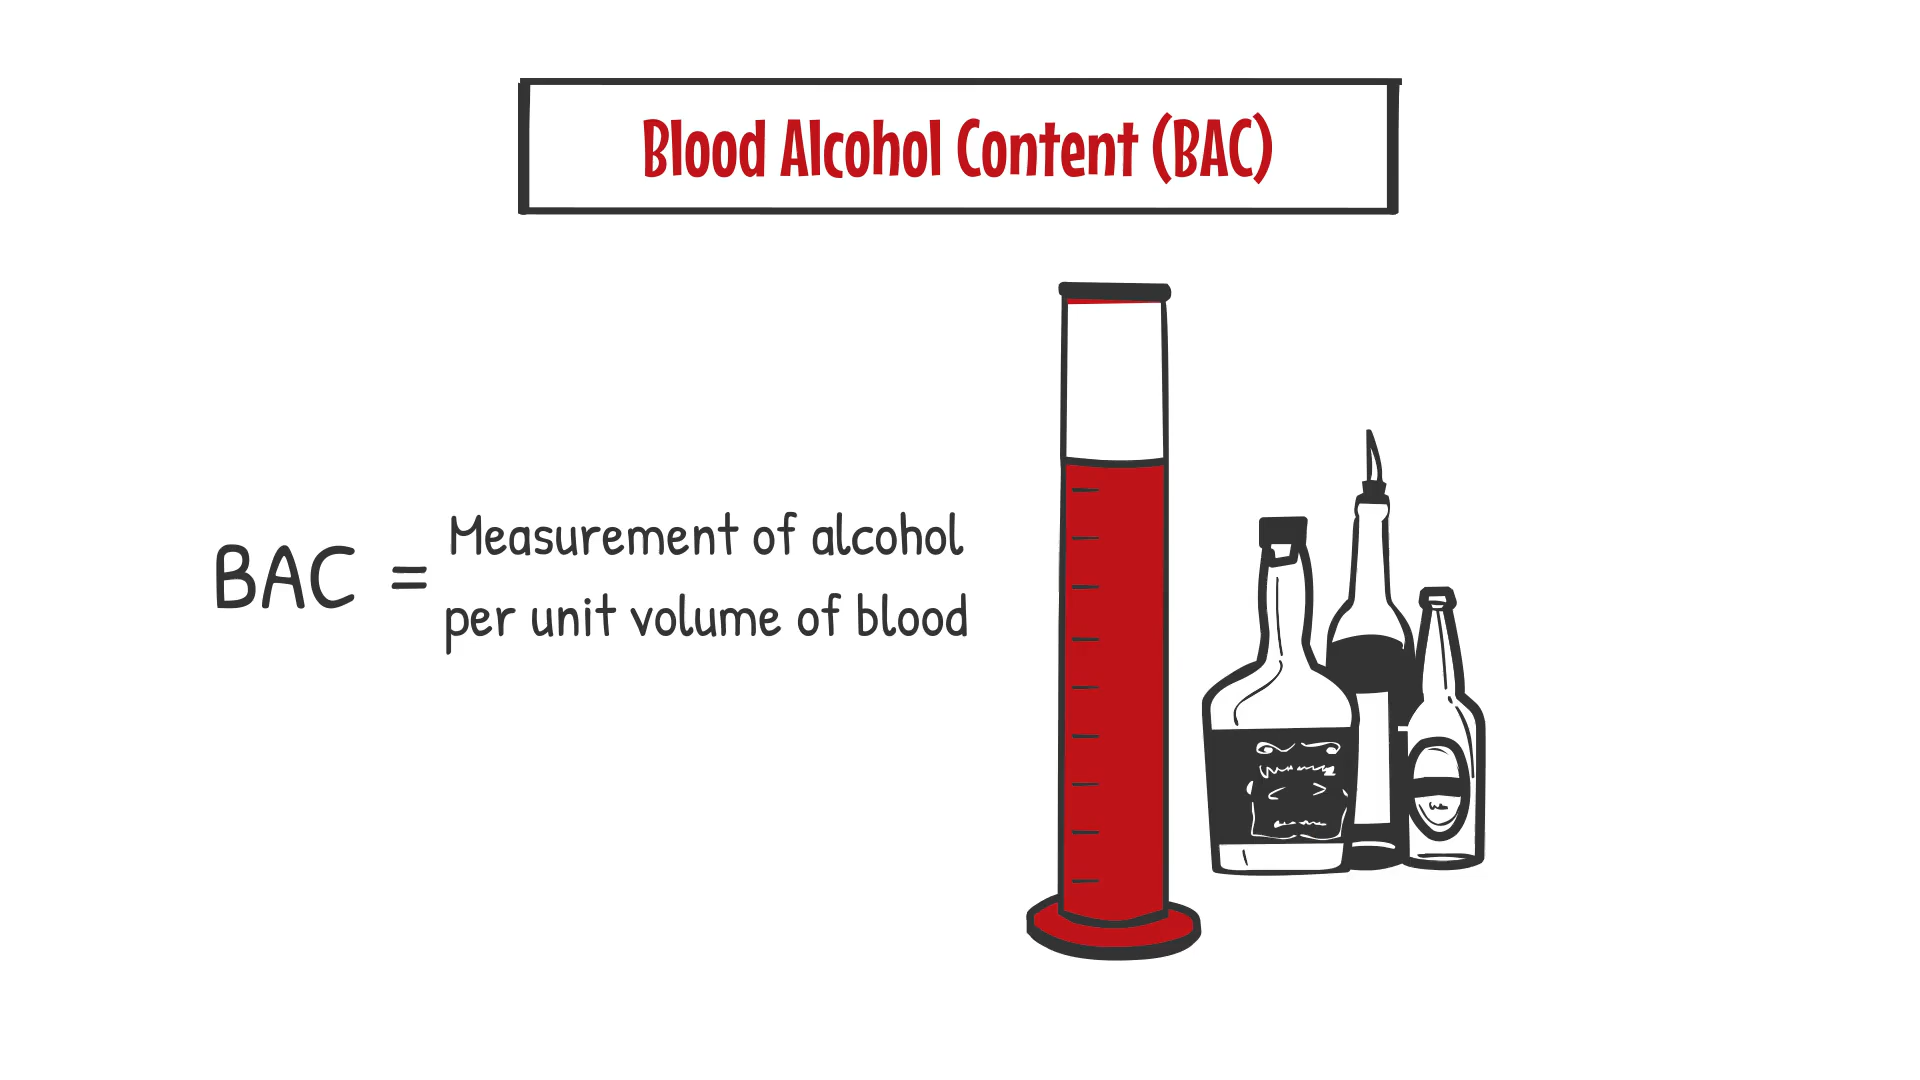 Blood Alcohol Content (BAC)
BAC = Measurement of alcohol
per unit volume of blood